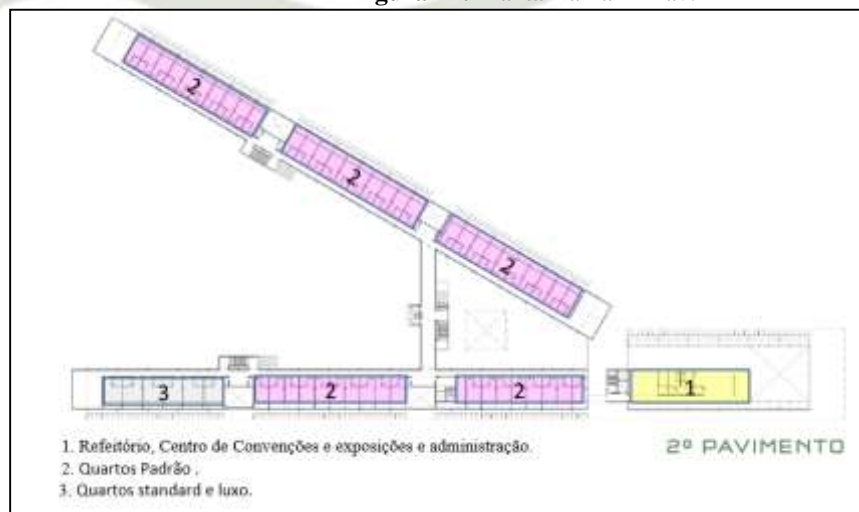 2
2
2
3
2
2
1
1. Refeitório, Centro de Convenções e exposições e administração.
2º PAVIMENTO
2. Quartos Padrão .
3. Quartos standard e luxo.